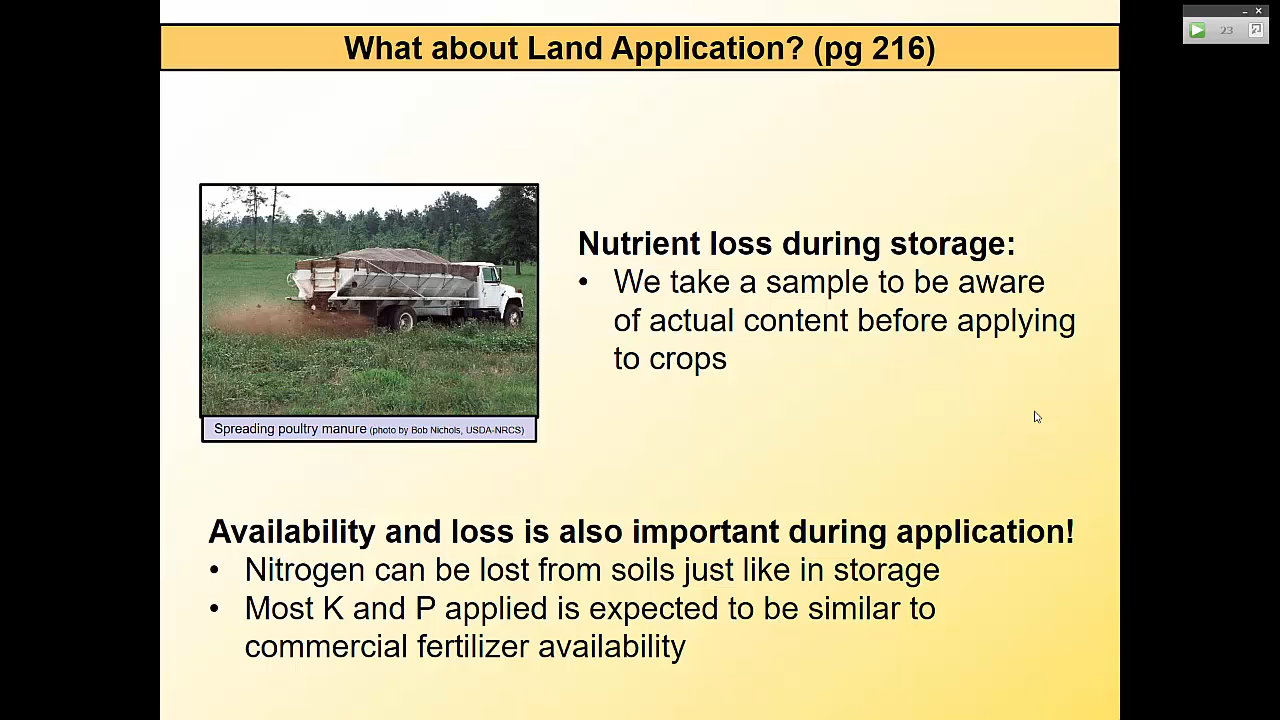 What about Land Application? (pg 216)
23
Nutrient loss during storage:
• We take a sample to be aware
of actual content before applying
to crops
Spreading poultry manure (photo by Bob Nichols, USDA-NRCS)
Availability and loss is also important during application!
• Nitrogen can be lost from soils just like in storage
• Most K and P applied is expected to be similar to
commercial fertilizer availability